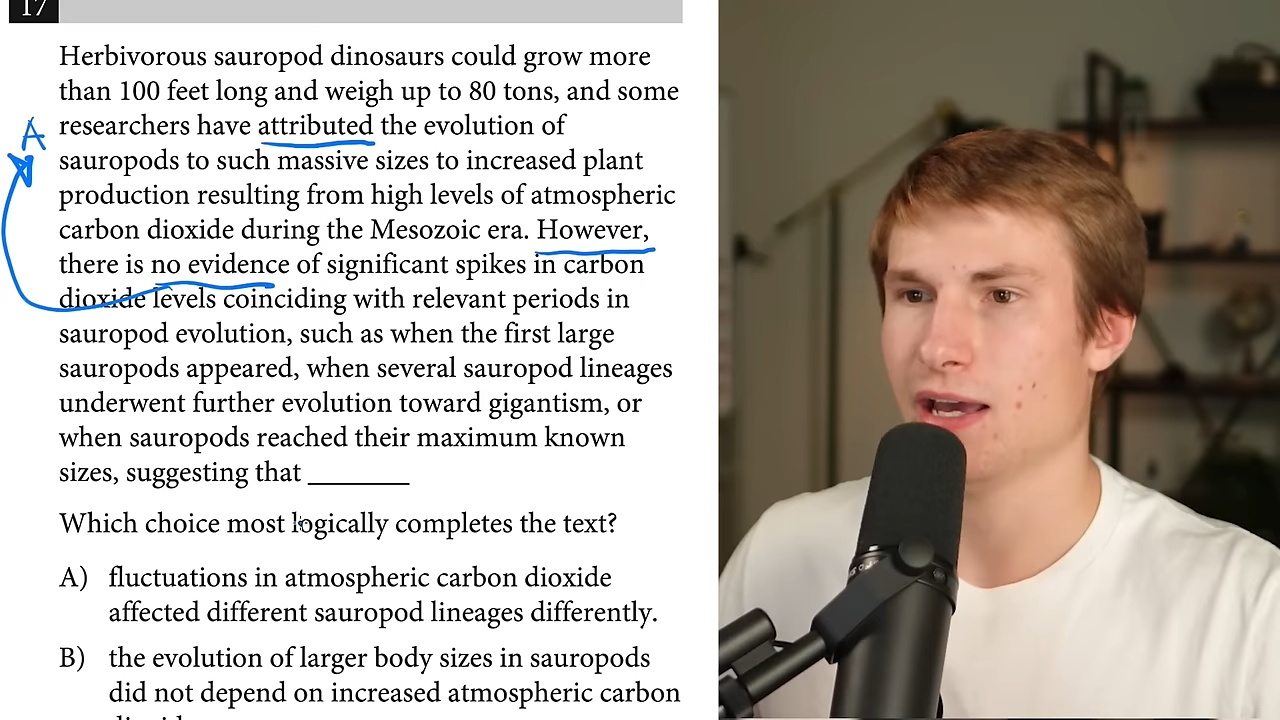 17
Herbivorous sauropod dinosaurs could grow more
than 100 feet long and weigh up to 80 tons, and some
researchers have attributed the evolution of
A
sauropods to such massive sizes to increased plant
production resulting from high levels of atmospheric
carbon dioxide during the Mesozoic era. However,
there is no evidence of significant spikes in carbon
dioxide levels coinciding with relevant periods in
sauropod evolution, such as when the first large
sauropods appeared, when several sauropod lineages
underwent further evolution toward gigantism, or
when sauropods reached their maximum known
sizes, suggesting that _______
Which choice most logically completes the text?
A) fluctuations in atmospheric carbon dioxide
affected different sauropod lineages differently.
B) the evolution of larger body sizes in sauropods
did not depend on increased atmospheric carbon